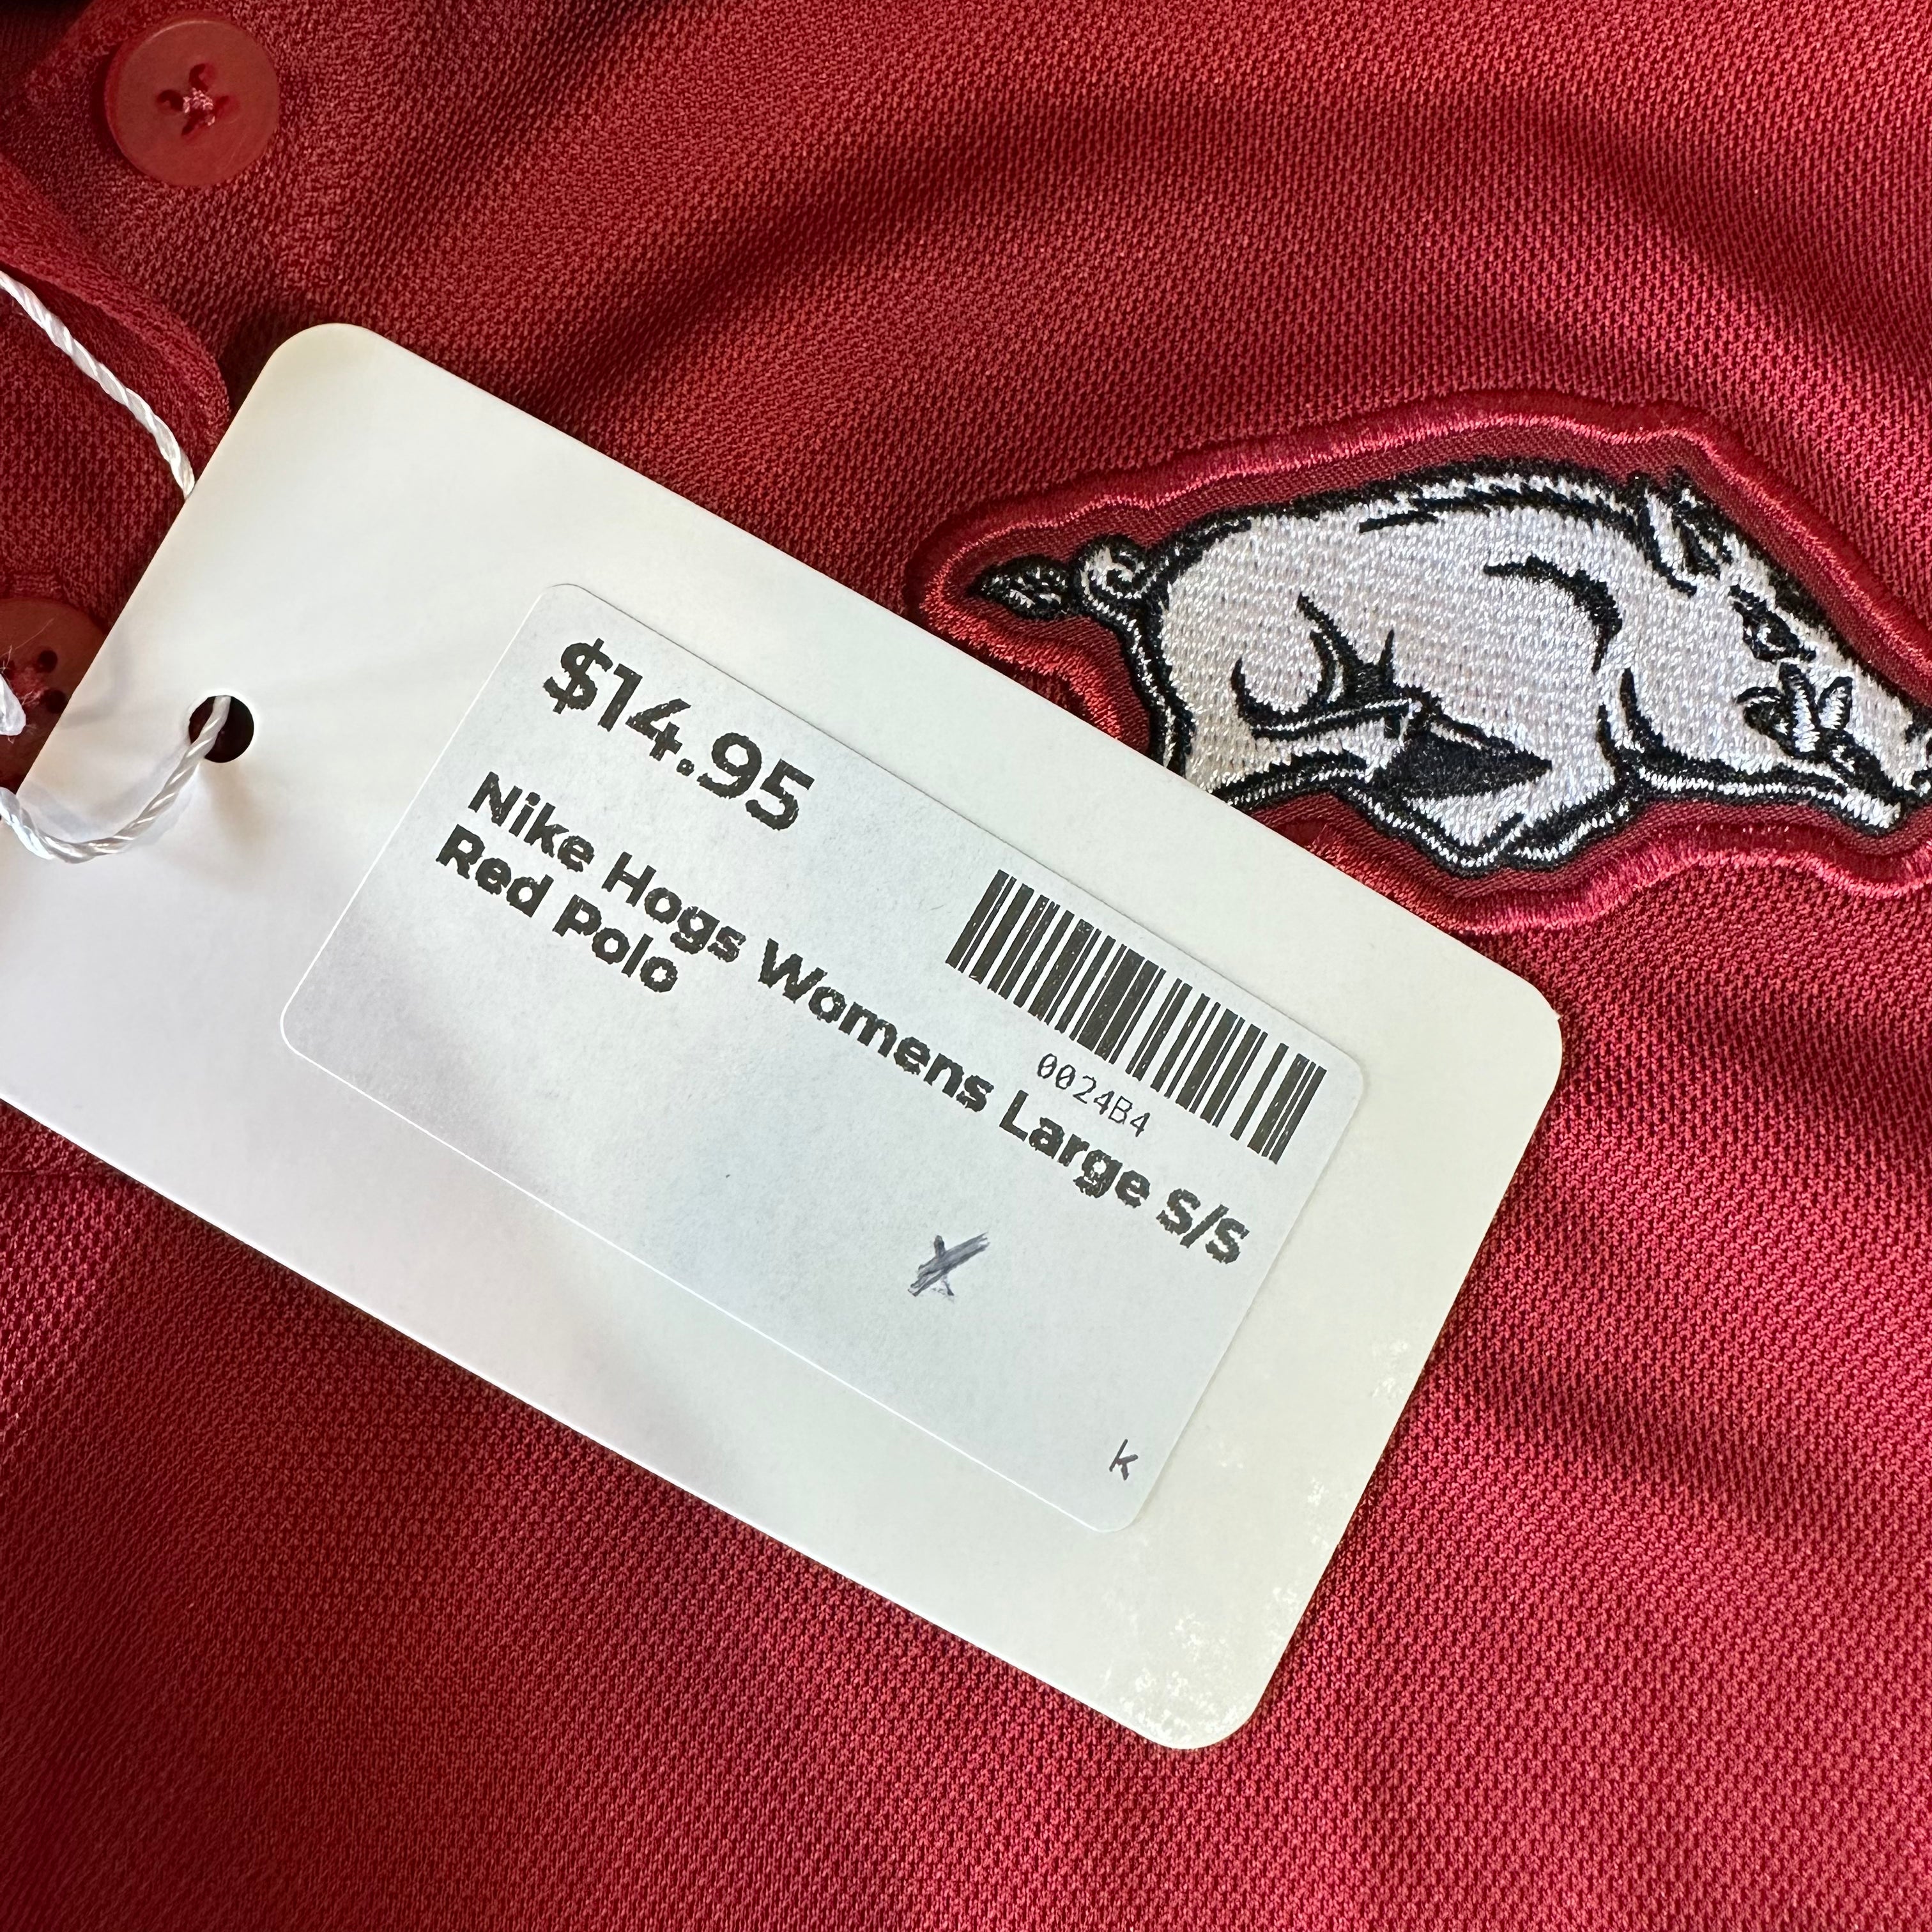 $14.95
0024B4
Nike Hogs Womens Large S/S
Red Polo
k